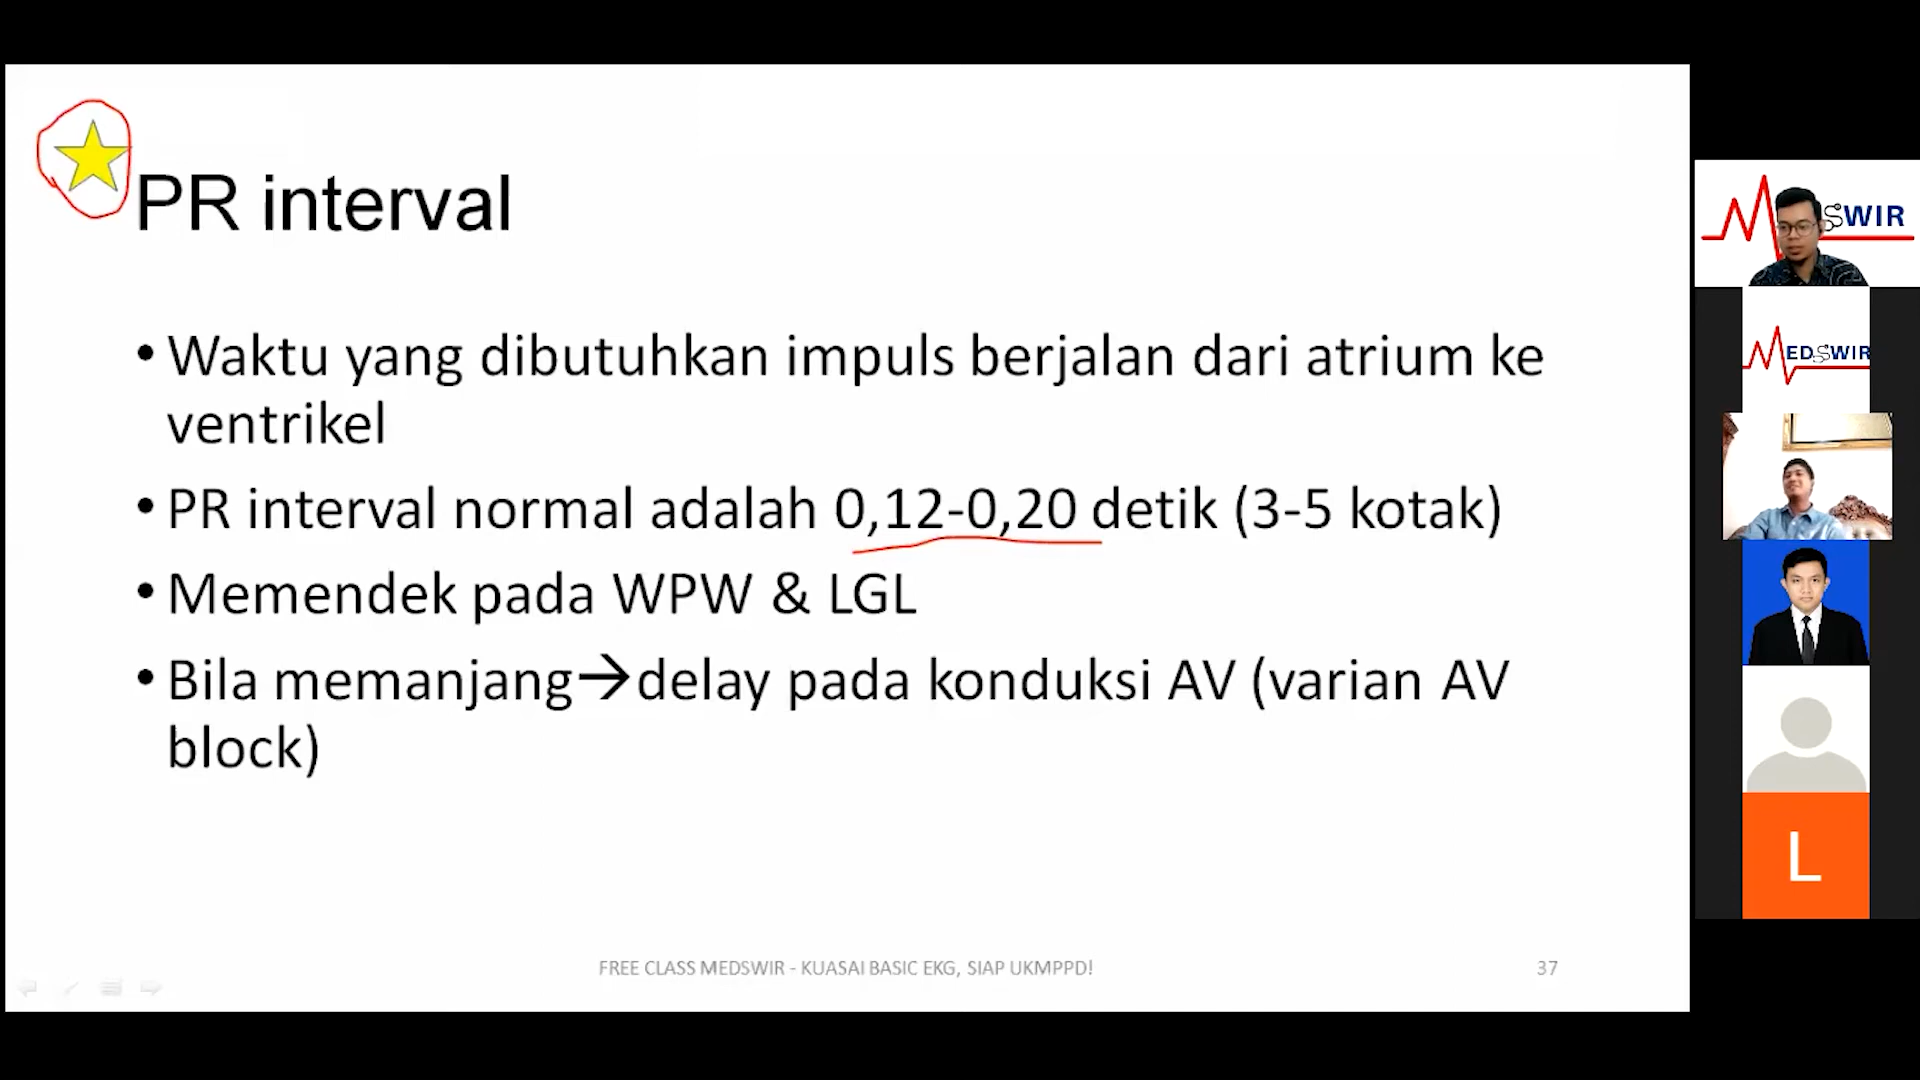 PR interval
• Waktu yang dibutuhkan impuls berjalan dari atrium ke
ventrikel
• PR interval normal adalah 0,12-0,20 detik (3-5 kotak)
• Memendek pada WPW & LGL
• Bila memanjang→delay pada konduksi AV (varian AV
block)
FREE CLASS MEDSWIR - KUASAI BASIC EKG, SIAP UKMPPD!
37
SWIR
MEDSWIR
L